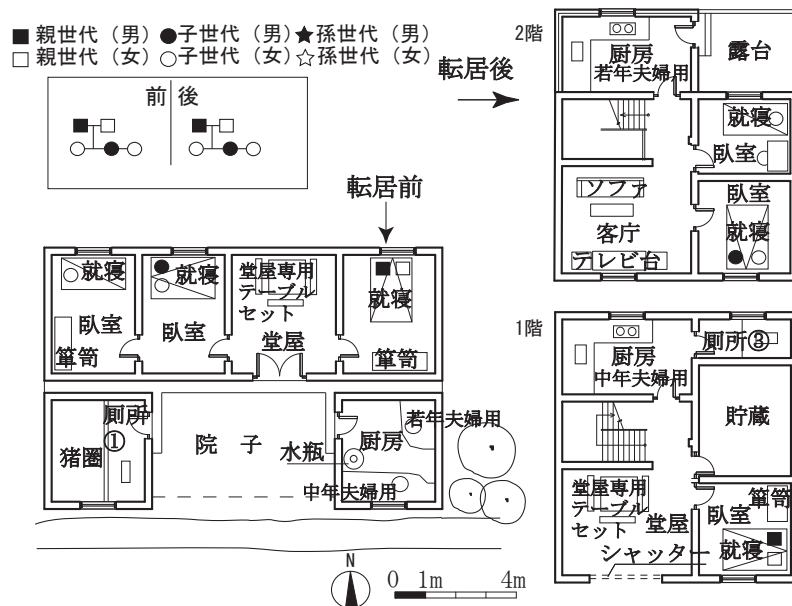 ■ 親世代（男） ●子世代（男）★孫世代（男）
□ 親世代（女） ○子世代（女）☆孫世代（女）
前 後
転居後
転居前
就寝
臥室
箪笥
就寝
臥室
堂屋専用
テーブル
セット
堂屋
就寝
箪笥
厠所
①
猪圏
院 子
水瓶
若年夫婦用
厨房
中年夫婦用
N
0 1m 4m
2階
厨房
若年夫婦用
露台
就寝
臥室
ソファ
客庁
テレビ台
臥室
就寝
1階
厨房
中年夫婦用
厠所③
貯蔵
堂屋専用
テーブル
セット
堂屋
シャッター
臥室
箪笥
就寝